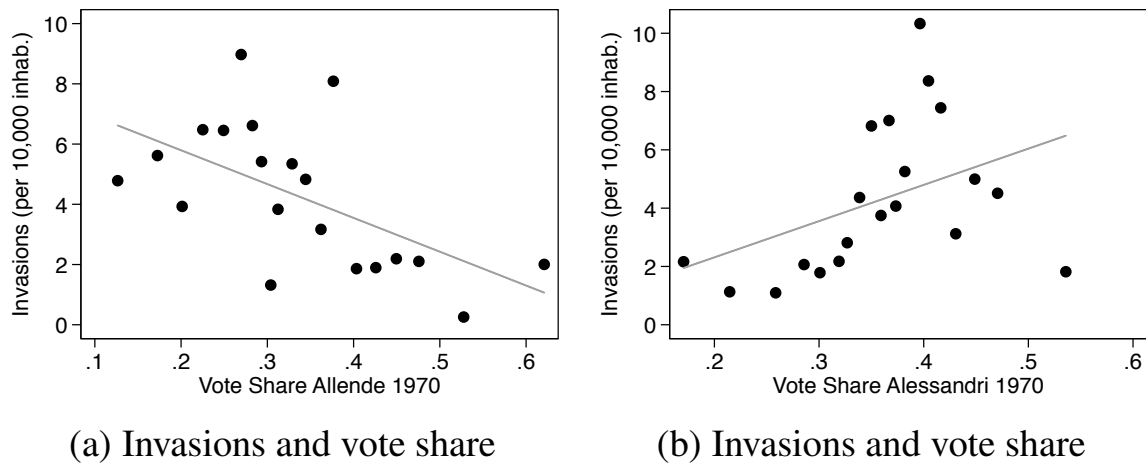 Invasions (per 10,000 inhab.)
10
8
6
4
2
0
.1 .2 .3 .4 .5 .6
Vote Share Allende 1970
(a) Invasions and vote share
Invasions (per 10,000 inhab.)
10
8
6
4
2
0
.2 .3 .4 .5 .6
Vote Share Alessandri 1970
(b) Invasions and vote share